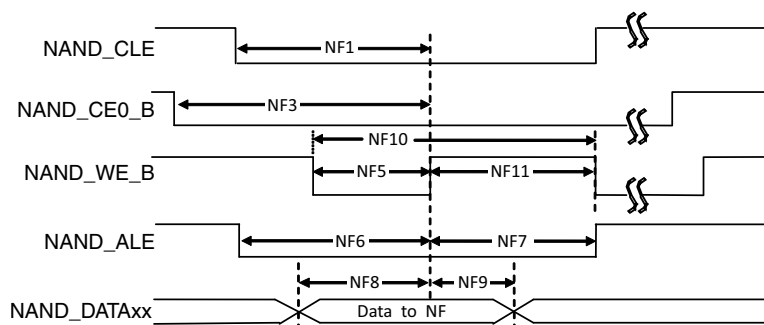 NAND_CLE
NF1
NAND_CE0_B
NF3
NF10
NAND_WE_B
NF5
NF11
NAND_ALE
NF6
NF7
NF8
NF9
NAND_DATAxx
Data to NF